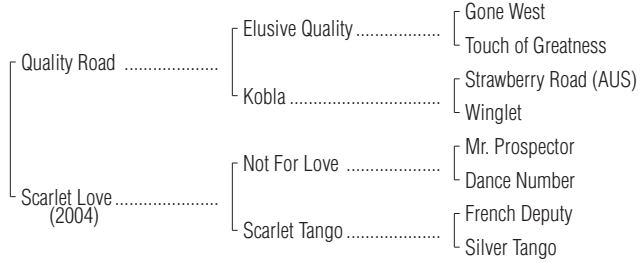 Gone West
Elusive Quality ..................
Touch of Greatness
Quality Road ....................
Strawberry Road (AUS)
Kobla ................................
Winglet
Mr. Prospector
Not For Love .....................
Dance Number
Scarlet Love ......................
(2004)
French Deputy
Scarlet Tango ....................
Silver Tango